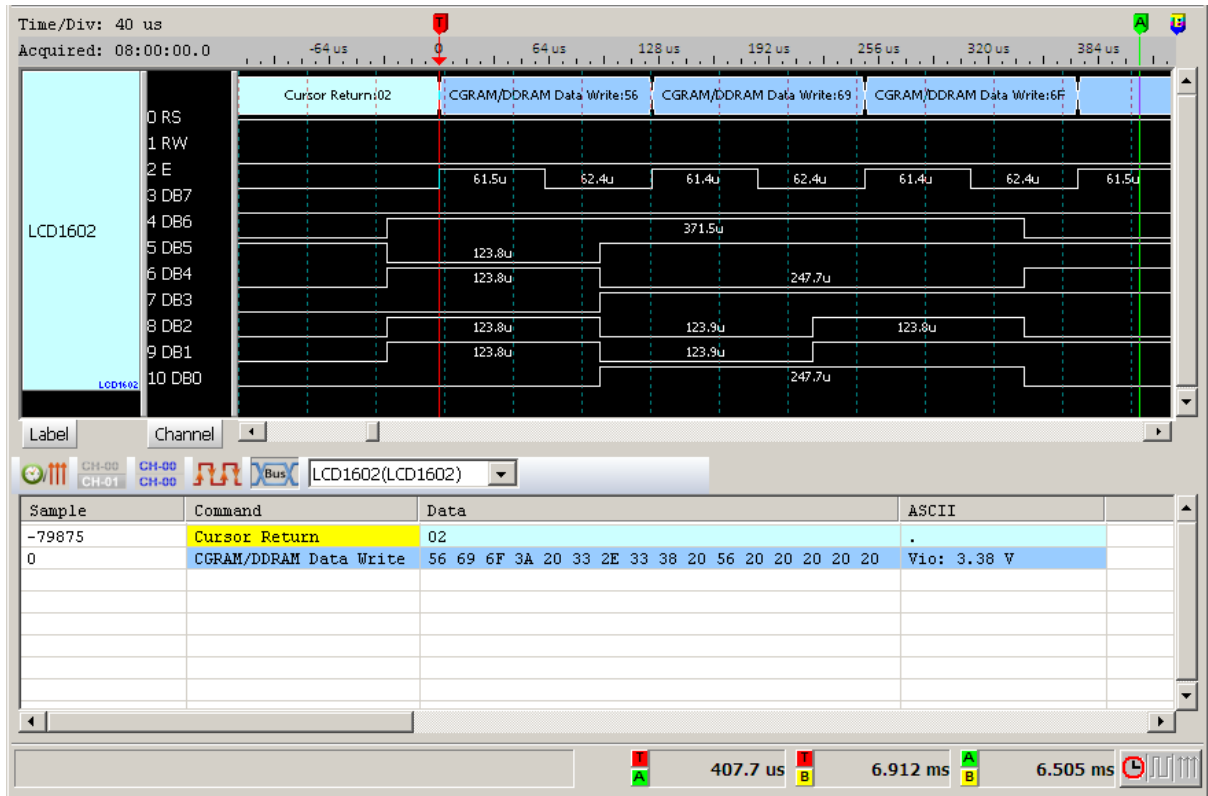 Time/Div: 40 us
T
A
B
Acquired: 08:00:00.0
-64 us 0 64 us 128 us 192 us 256 us 320 us 384 us
Cursor Return:02 CGRAM/DDRAM Data Write:56 CGRAM/DDRAM Data Write:69 CGRAM/DDRAM Data Write:6F
0 RS
1 RW
2 E 61.5u 62.4u 61.4u 62.4u 61.4u 62.4u 61.5u
3 DB7
LCD1602
4 DB6 371.5u
5 DB5 123.8u
6 DB4 123.8u 247.7u
7 DB3
8 DB2 123.8u 123.9u 123.8u
9 DB1 123.8u 123.9u
LCD1602
10 DB0 247.7u
Label Channel
CH-00 CH-01 CH-00 CH-00 Bus LCD1602(LCD1602)
Sample Command Data ASCII
-79875 Cursor Return 02 .
0 CGRAM/DDRAM Data Write 56 69 6F 3A 20 33 2E 33 38 20 56 20 20 20 20 20 Vio: 3.38 V
T A 407.7 us T B 6.912 ms A B 6.505 ms